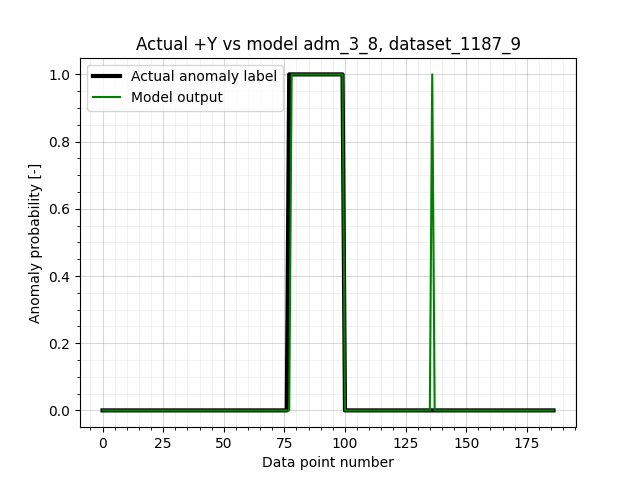 Actual +Y vs model adm_3_8, dataset_1187_9
Actual anomaly label
Model output
Anomaly probability [-]
1.0
0.8
0.6
0.4
0.2
0.0
0 25 50 75 100 125 150 175
Data point number